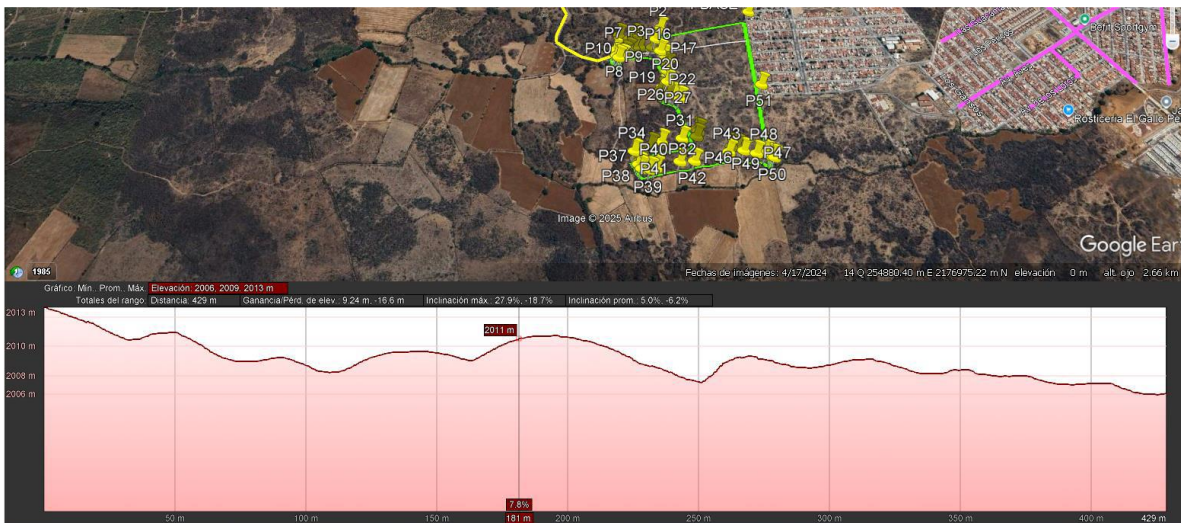 P2
P7
P3
P16
P10
P9
P17
P8
P20
P19
P22
P26
P27
P51
P31
P34
P43
P48
P40
P32
P37
P46
P47
P41
P49
P38
P42
P50
P39
Berit Sportgym
Rosticería El Gallo
Image © 2025 Airbus
Google Ear
1985
Fechas de imágenes: 4/17/2024 14 Q 254880.40 m E 2176975.22 m N elevación 0 m alt. ojo 2.66 km
Gráfico: Mín., Prom., Máx. Elevación: 2006, 2009, 2013 m
Totales del rango: Distancia: 429 m Ganancia/Pérd. de elev.: 9.24 m, -16.6 m Inclinación máx.: 27.9%, -18.7% Inclinación prom.: 5.0%, -6.2%
2013 m
2011 m
2010 m
2008 m
2006 m
7.8%
50 m 100 m 150 m 181 m 200 m 250 m 300 m 350 m 400 m 429 m